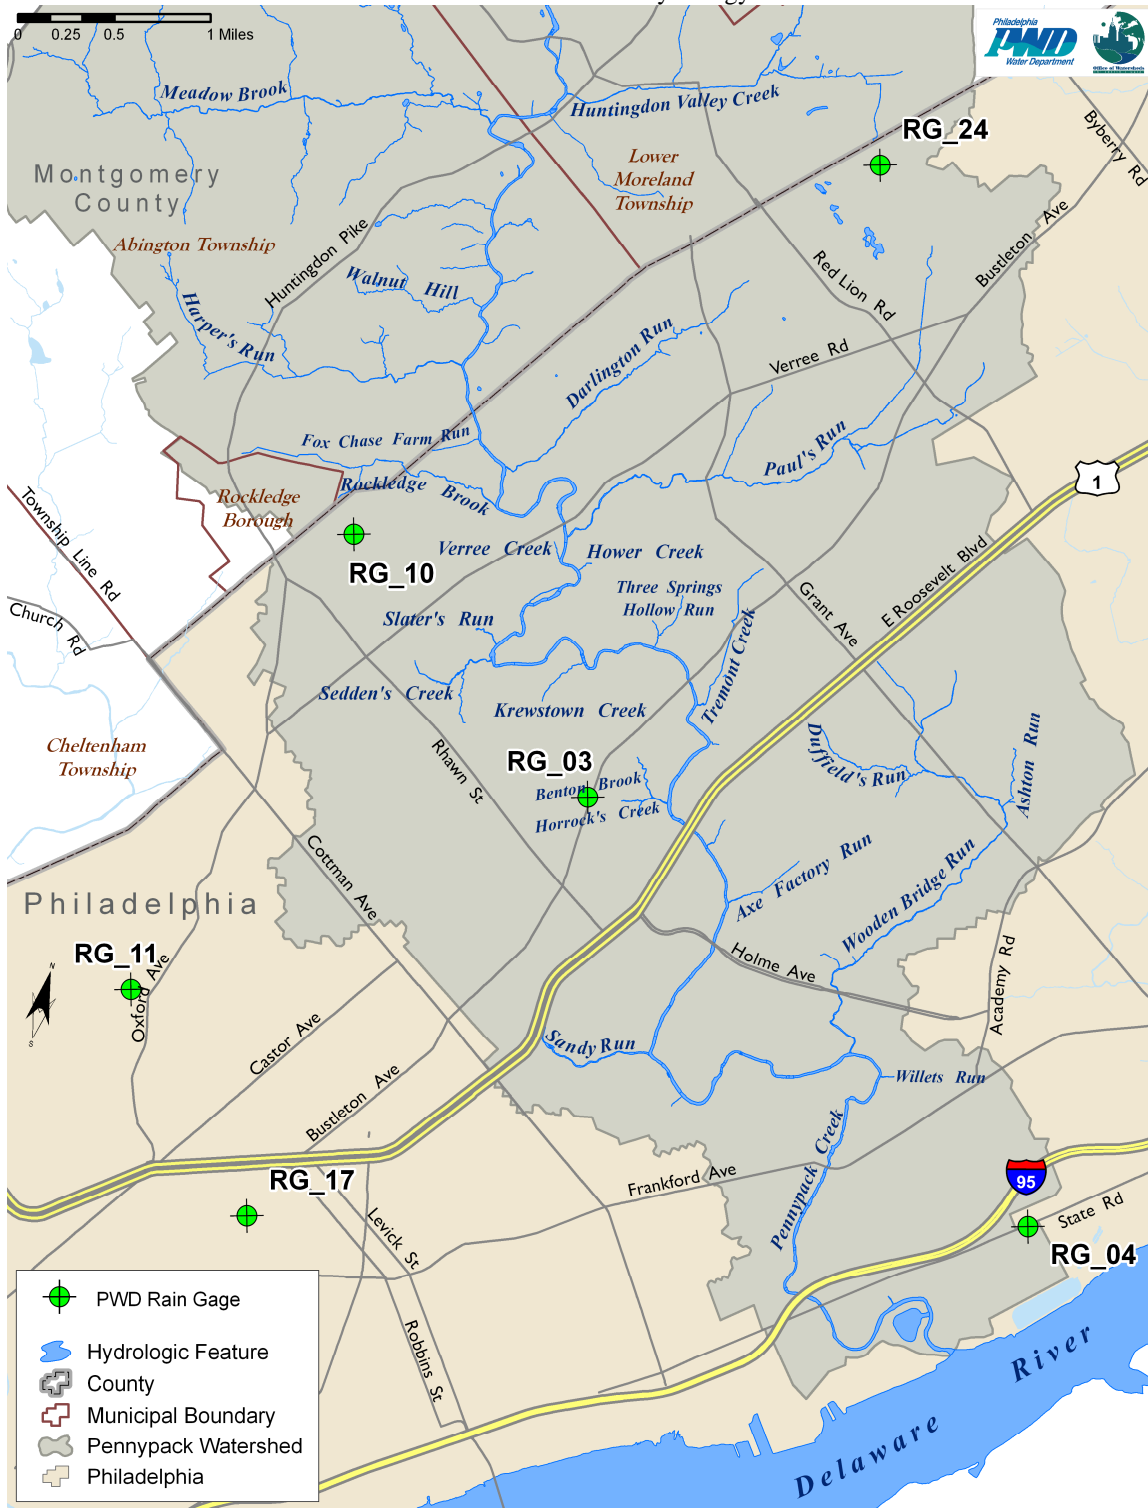 0 0.25 0.5 1 Miles
Philadelphia
PWD
Water Department
Office of Watersheds
Meadow Brook
Huntingdon Valley Creek
RG_24
Byberry Rd
Montgomery
County
Lower
Moreland
Township
Abington Township
Huntingdon Pike
Bustleton Ave
Walnut Hill
Red Lion Rd
Harper's Run
Darlington Run
Verree Rd
Fox Chase Farm Run
Paul's Run
Rockledge Brook
Rockledge
Borough
1
Township Line Rd
Verree Creek
Hower Creek
RG_10
Three Springs
Hollow Run
E Roosevelt Blvd
Grant Ave
Church Rd
Slater's Run
Tremont Creek
Sedden's Creek
Krewstown Creek
Cheltenham
Township
Rhawn St
RG_03
Duffield's Run
Ashton Run
Benton Brook
Horrock's Creek
Cottman Ave
Axe Factory Run
Wooden Bridge Run
Philadelphia
RG_11
Holme Ave
Academy Rd
N
Oxford Ave
S
Castor Ave
Sandy Run
Willets Run
Bustleton Ave
Pennypack Creek
RG_17
Frankford Ave
95
State Rd
Levick St
RG_04
PWD Rain Gage
Robbins St
River
Hydrologic Feature
County
Municipal Boundary
Pennypack Watershed
Delaware
Philadelphia